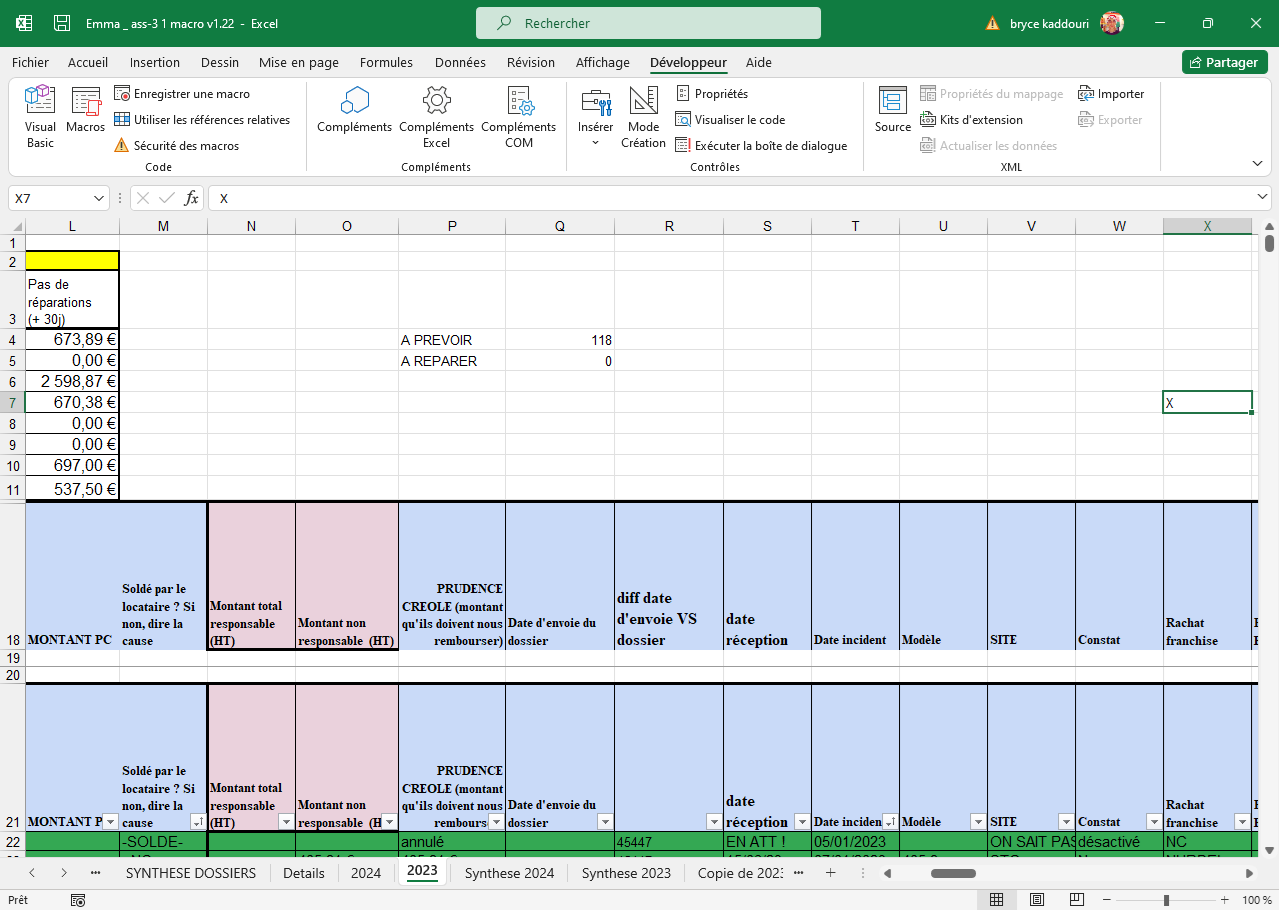 Emma _ ass-3 1 macro v1.22 - Excel
Rechercher
bryce kaddouri
Fichier Accueil Insertion Dessin Mise en page Formules Données Révision Affichage Développeur Aide
Partager
Visual Basic
Macros
Enregistrer une macro
Utiliser les références relatives
Sécurité des macros
Code
Compléments
Compléments Excel
Compléments COM
Compléments
Insérer
Mode Création
Propriétés
Visualiser le code
Exécuter la boîte de dialogue
Contrôles
Source
Propriétés du mappage
Kits d'extension
Actualiser les données
Importer
Exporter
XML
X7 fx X
L M N O P Q R S T U V W X
1
2
3 Pas de réparations (+ 30j)
4 673,89 € A PREVOIR 118
5 0,00 € A REPARER 0
6 2 598,87 €
7 670,38 € X
8 0,00 €
9 0,00 €
10 697,00 €
11 537,50 €
18 MONTANT PC
Soldé par le locataire ? Si non, dire la cause
Montant total responsable (HT)
Montant non responsable (HT)
PRUDENCE CREOLE (montant qu'ils doivent nous rembourser)
Date d'envoie du dossier
diff date d'envoie VS dossier
date réception
Date incident
Modèle
SITE
Constat
Rachat franchise
19
20
21 MONTANT P
Soldé par le locataire ? Si non, dire la cause
Montant total responsable (HT)
Montant non responsable (H
PRUDENCE CREOLE (montant qu'ils doivent nous rembours
Date d'envoie du dossier
date réception
Date inciden
Modèle
SITE
Constat
Rachat franchise
22 -SOLDE- annulé 45447 EN ATT ! 05/01/2023 ON SAIT PAS désactivé NC
SYNTHESE DOSSIERS Details 2024 2023 Synthese 2024 Synthese 2023 Copie de 202
Prêt
100 %